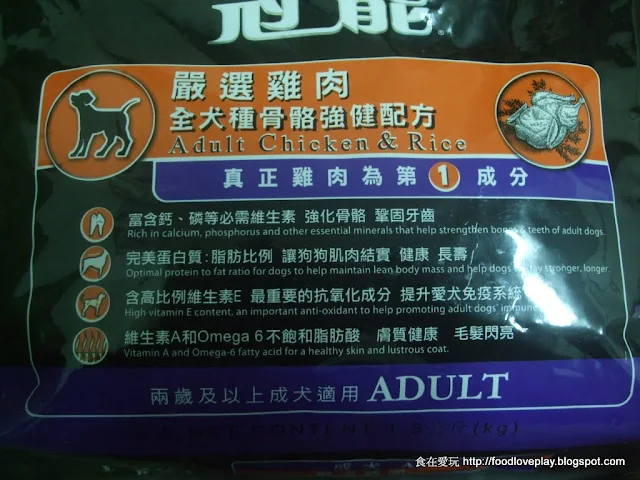 冠能
嚴選雞肉
全犬種骨骼強健配方
Adult Chicken & Rice
真正雞肉為第1成分
富含鈣、磷等必需維生素 強化骨骼 鞏固牙齒
Rich in calcium, phosphorus and other essential minerals that help strengthen bones & teeth of adult dogs.
完美蛋白質:脂肪比例 讓狗狗肌肉結實 健康 長壽
Optimal protein to fat ratio for dogs to help maintain lean body mass and help dogs stay stronger, longer.
含高比例維生素E 最重要的抗氧化成分 提升愛犬免疫系統
High vitamin E content, an important anti-oxidant to help promoting adult dogs' immune
維生素A和Omega 6不飽和脂肪酸 膚質健康 毛髮閃亮
Vitamin A and Omega-6 fatty acid for a healthy skin and lustrous coat.
兩歲及以上成犬適用 ADULT
NET CONTENT 1.5公斤(kg)
食在愛玩 http://foodloveplay.blogspot.com